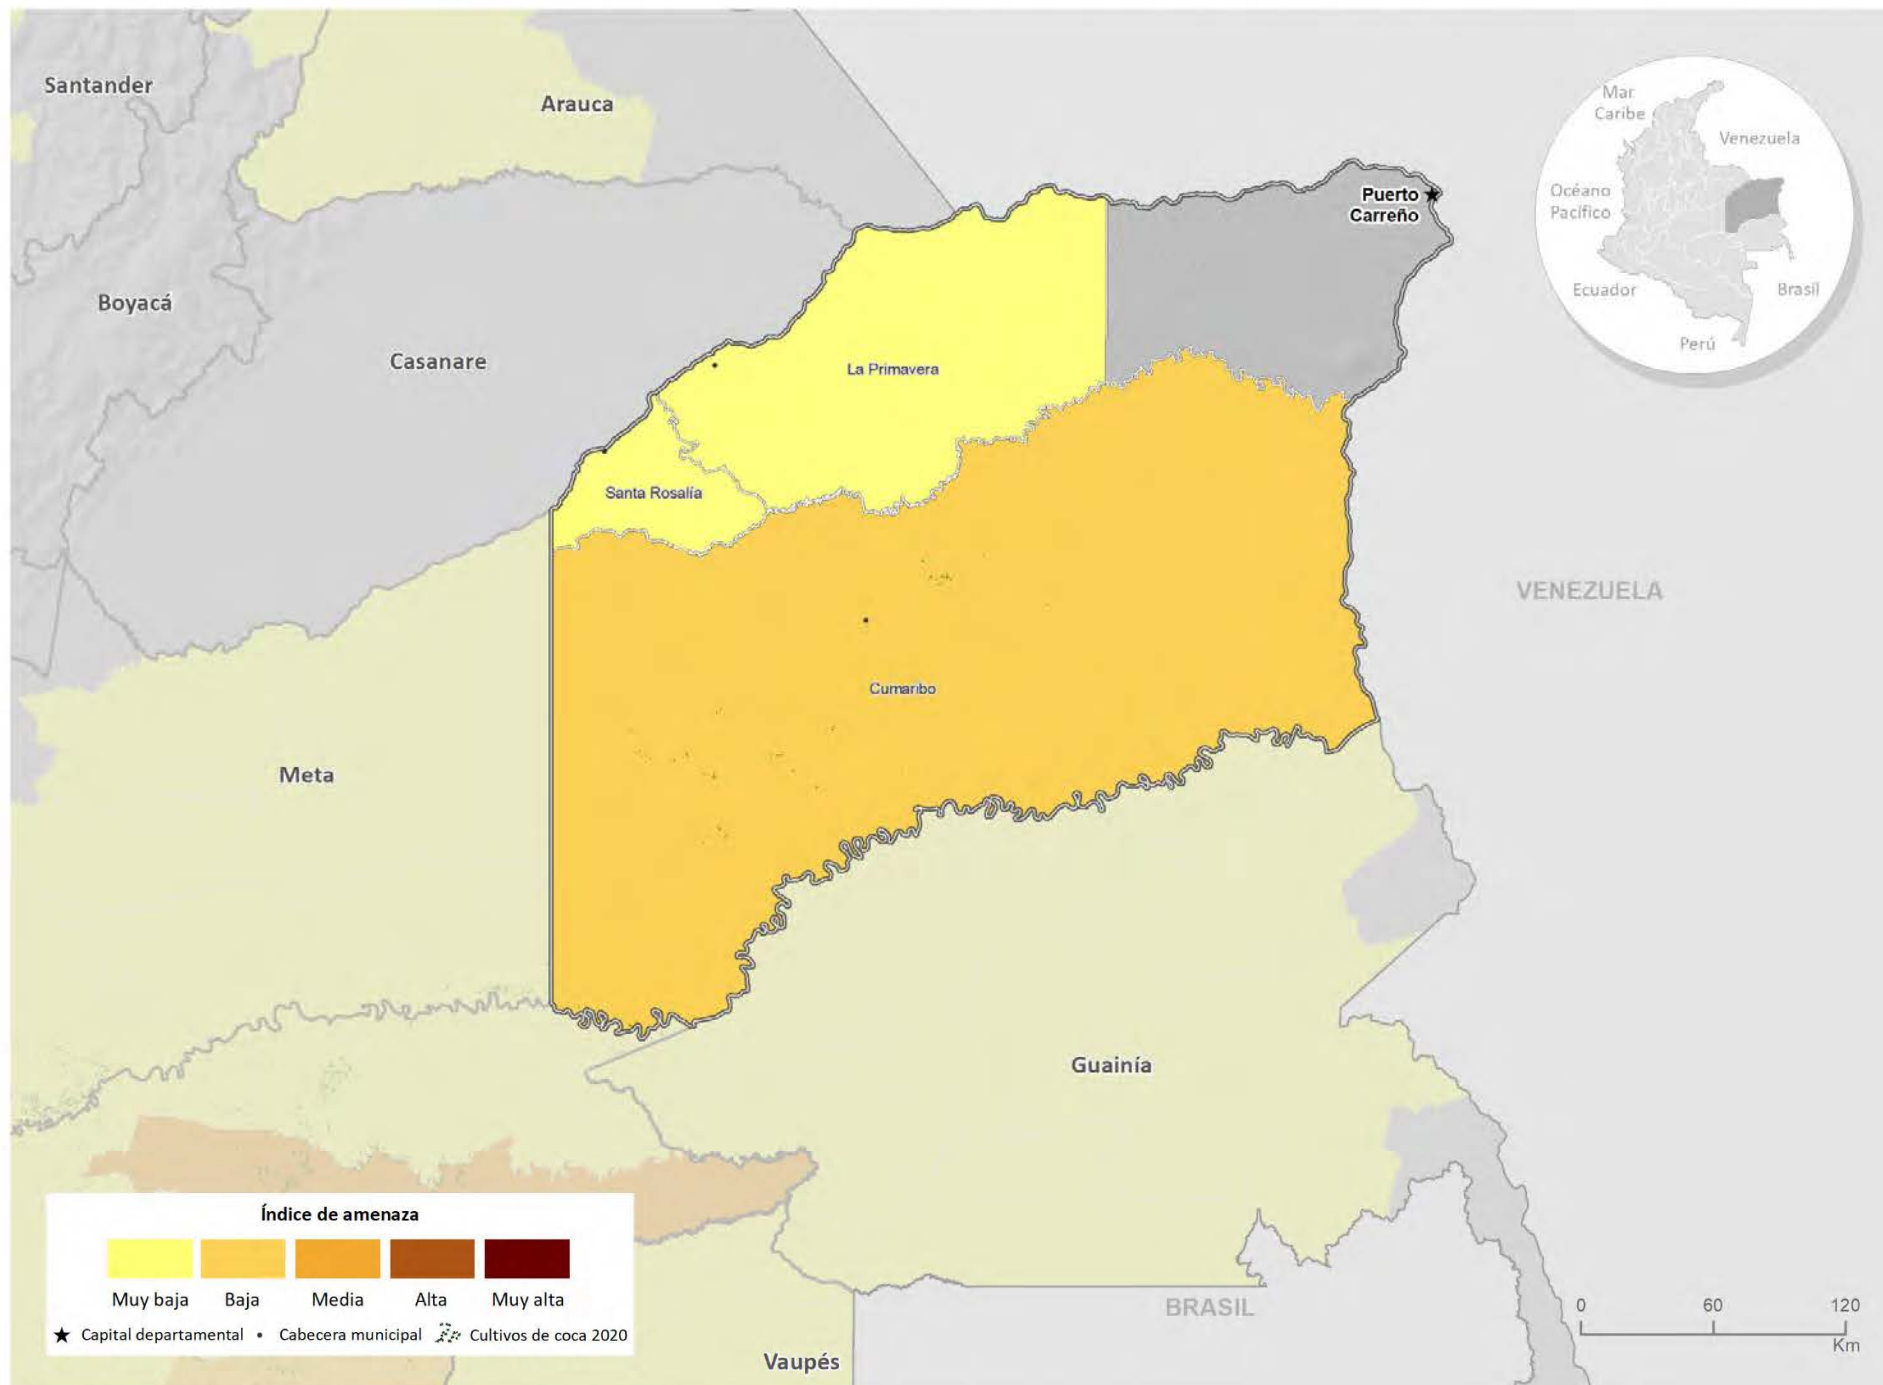 Santander
Arauca
Mar
Caribe
Venezuela
Océano
Pacífico
Ecuador
Brasil
Perú
Puerto
Carreño
Boyacá
Casanare
La Primavera
Santa Rosalía
VENEZUELA
Cumaribo
Meta
Guainía
Índice de amenaza
Muy baja
Baja
Media
Alta
Muy alta
Capital departamental
Cabecera municipal
Cultivos de coca 2020
BRASIL
Vaupés
0 60 120
Km